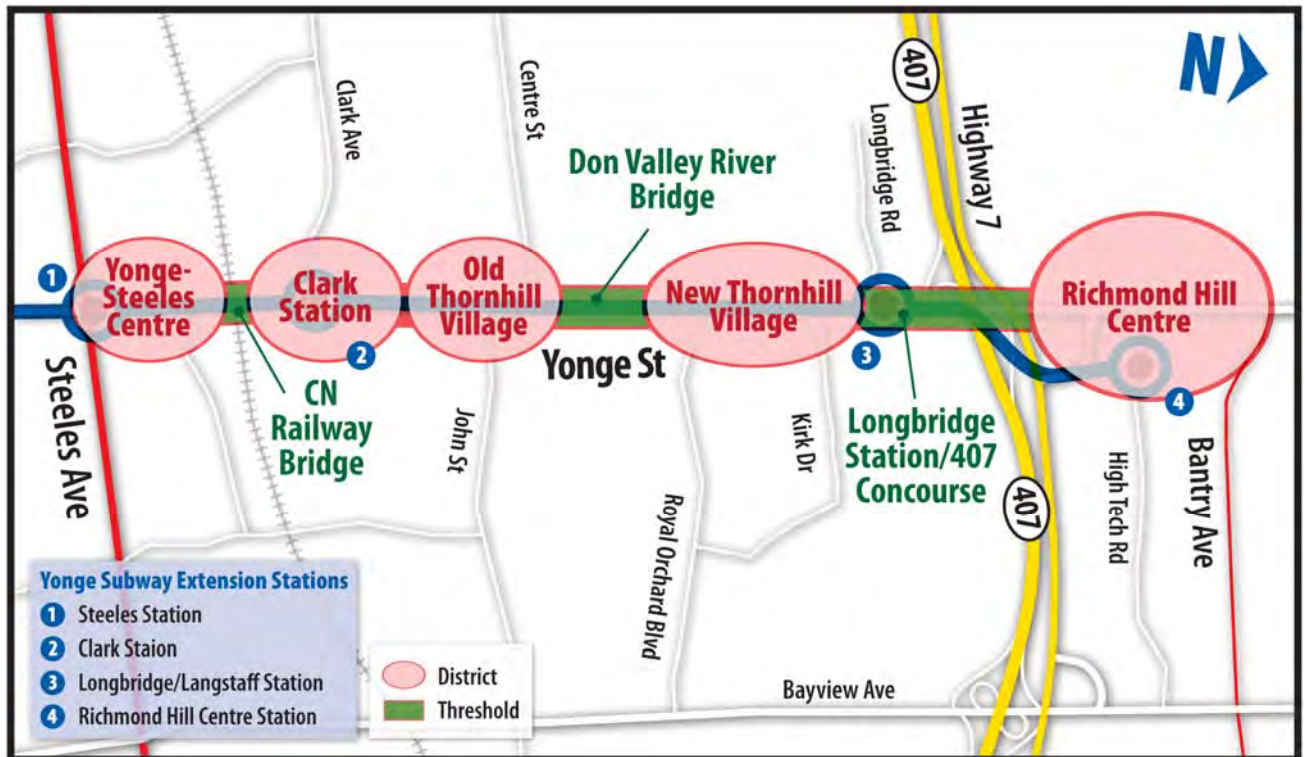 N
407
Clark Ave
Centre St
Longbridge Rd
Highway 7
Don Valley River
Bridge
1
Yonge-
Steeles
Centre
Clark
Station
2
Old
Thornhill
Village
New Thornhill
Village
3
Richmond Hill
Centre
4
Yonge St
Steeles Ave
CN
Railway
Bridge
John St
Royal Orchard Blvd
Kirk Dr
Longbridge
Station/407
Concourse
407
High Tech Rd
Bantry Ave
Bayview Ave
Yonge Subway Extension Stations
1 Steeles Station
2 Clark Staion
3 Longbridge/Langstaff Station
4 Richmond Hill Centre Station
District
Threshold